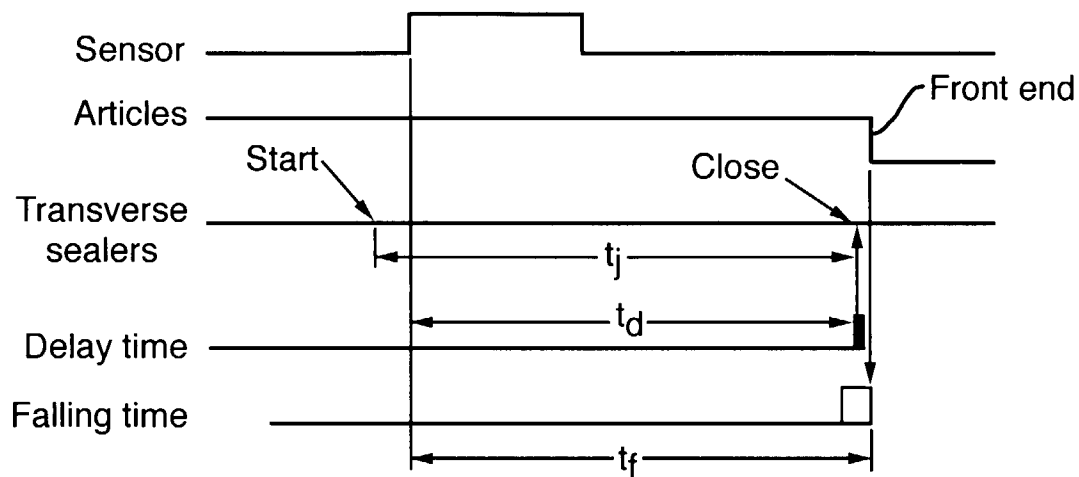 Sensor
Articles
Front end
Start
Close
Transverse
sealers
tj
td
Delay time
Falling time
tf